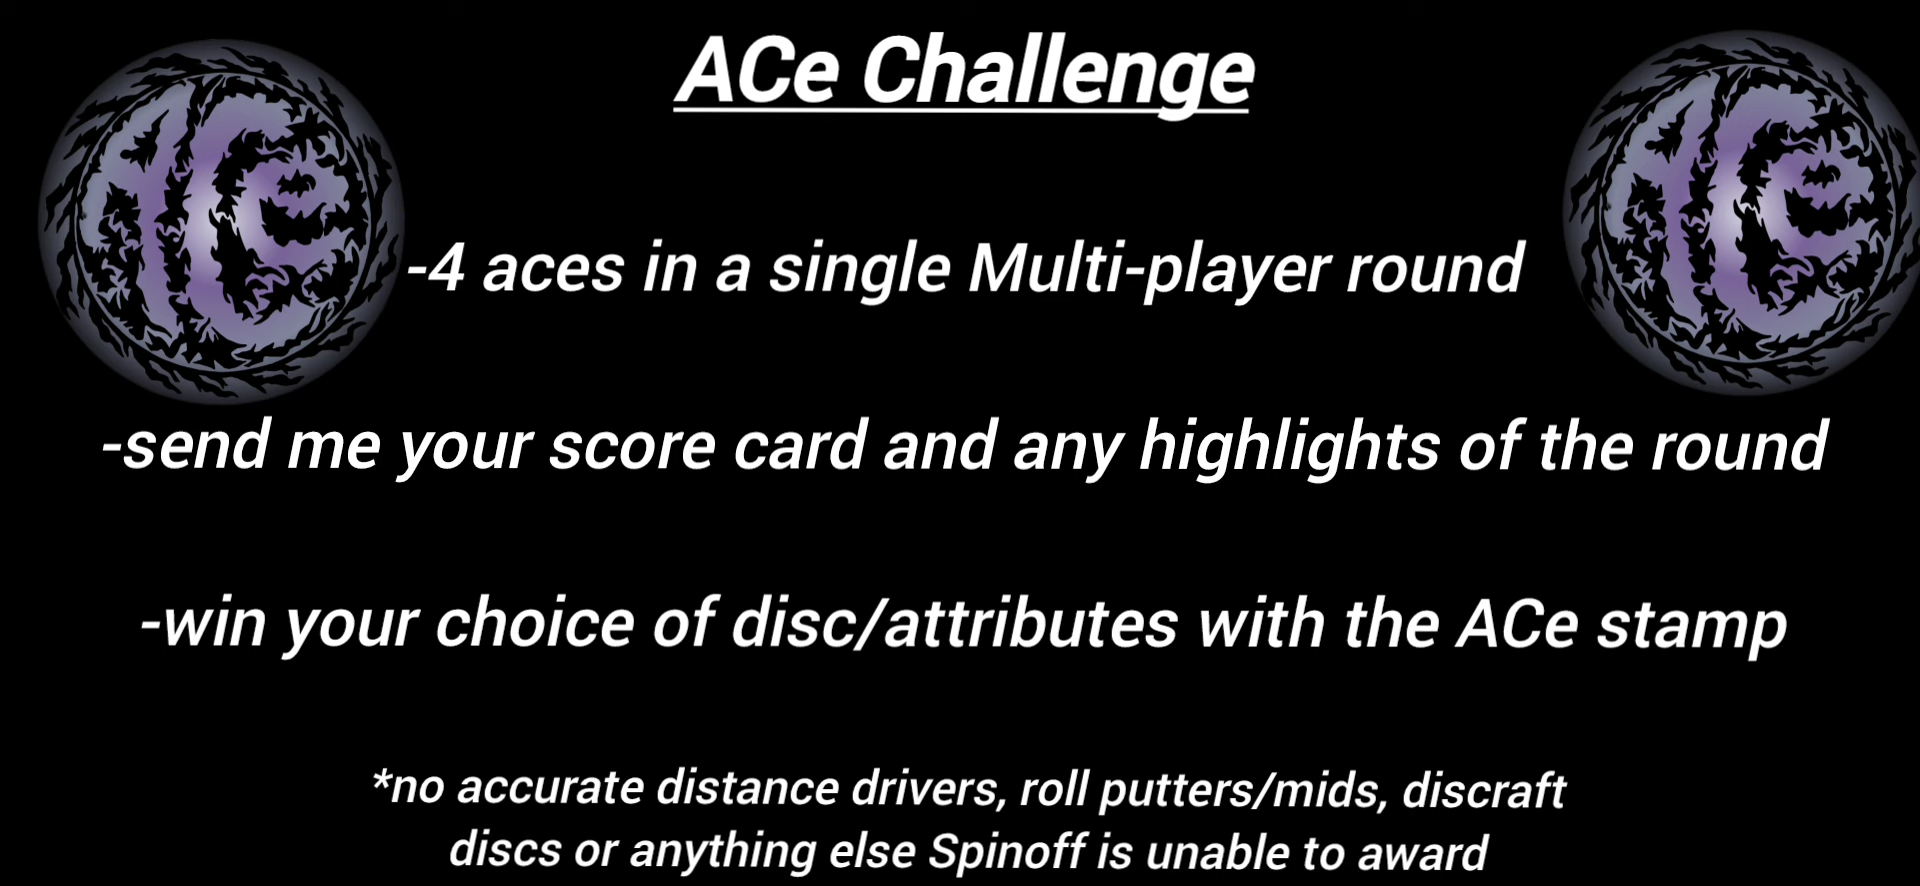 ACe Challenge
-4 aces in a single Multi-player round
-send me your score card and any highlights of the round
-win your choice of disc/attributes with the ACe stamp
*no accurate distance drivers, roll putters/mids, discraft
discs or anything else Spinoff is unable to award